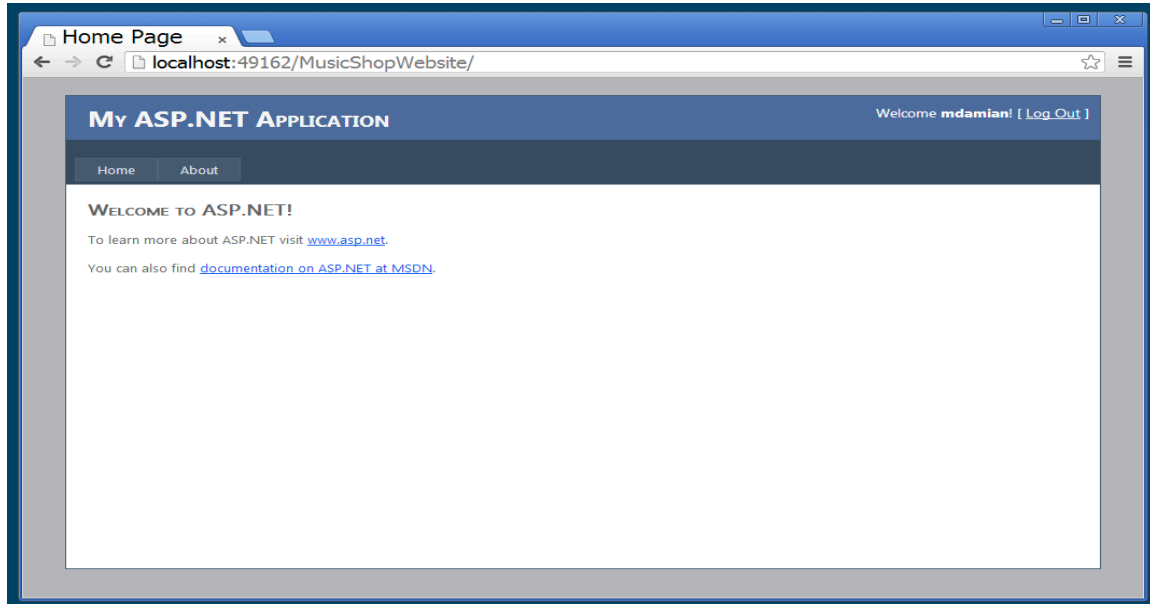 Home Page
localhost:49162/MusicShopWebsite/
My ASP.NET Application
Welcome mdamian! [ Log Out ]
Home About
Welcome to ASP.NET!
To learn more about ASP.NET visit www.asp.net.
You can also find documentation on ASP.NET at MSDN.